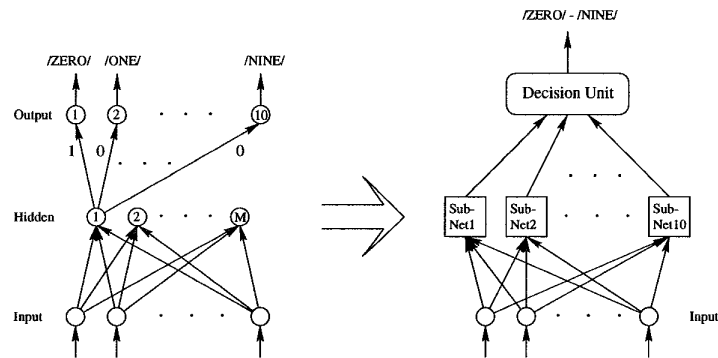 /ZERO/ /ONE/ /NINE/
Output 1 2 . . . 10
1 0 . . . 0
Hidden 1 2 . . . M
Input . . .
/ZERO/ - /NINE/
Decision Unit
. . .
Sub-Net1 Sub-Net2 . . . Sub-Net10
. . . Input